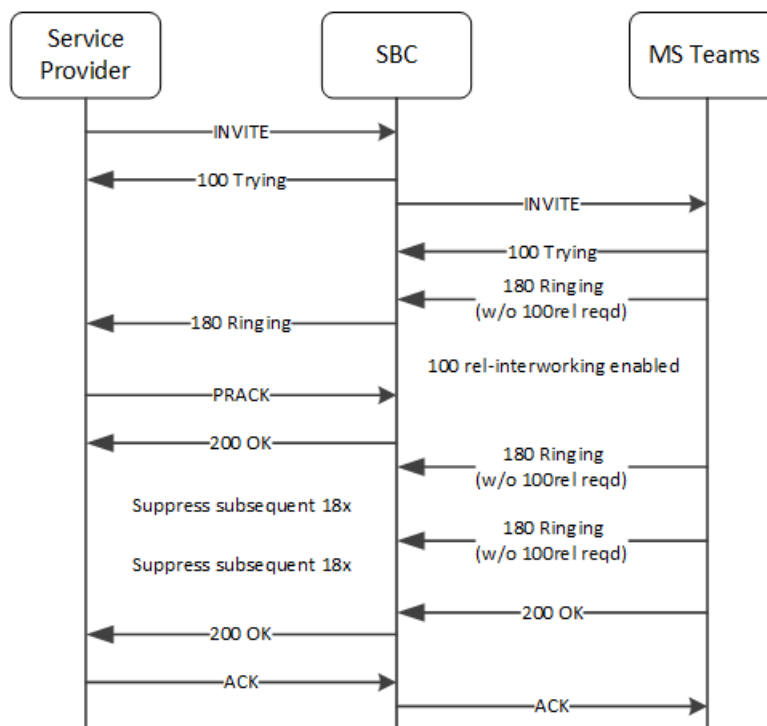 Service
Provider
SBC
MS Teams
INVITE
100 Trying
INVITE
100 Trying
180 Ringing
(w/o 100rel reqd)
180 Ringing
100 rel-interworking enabled
PRACK
200 OK
180 Ringing
(w/o 100rel reqd)
Suppress subsequent 18x
180 Ringing
(w/o 100rel reqd)
Suppress subsequent 18x
200 OK
200 OK
ACK
ACK